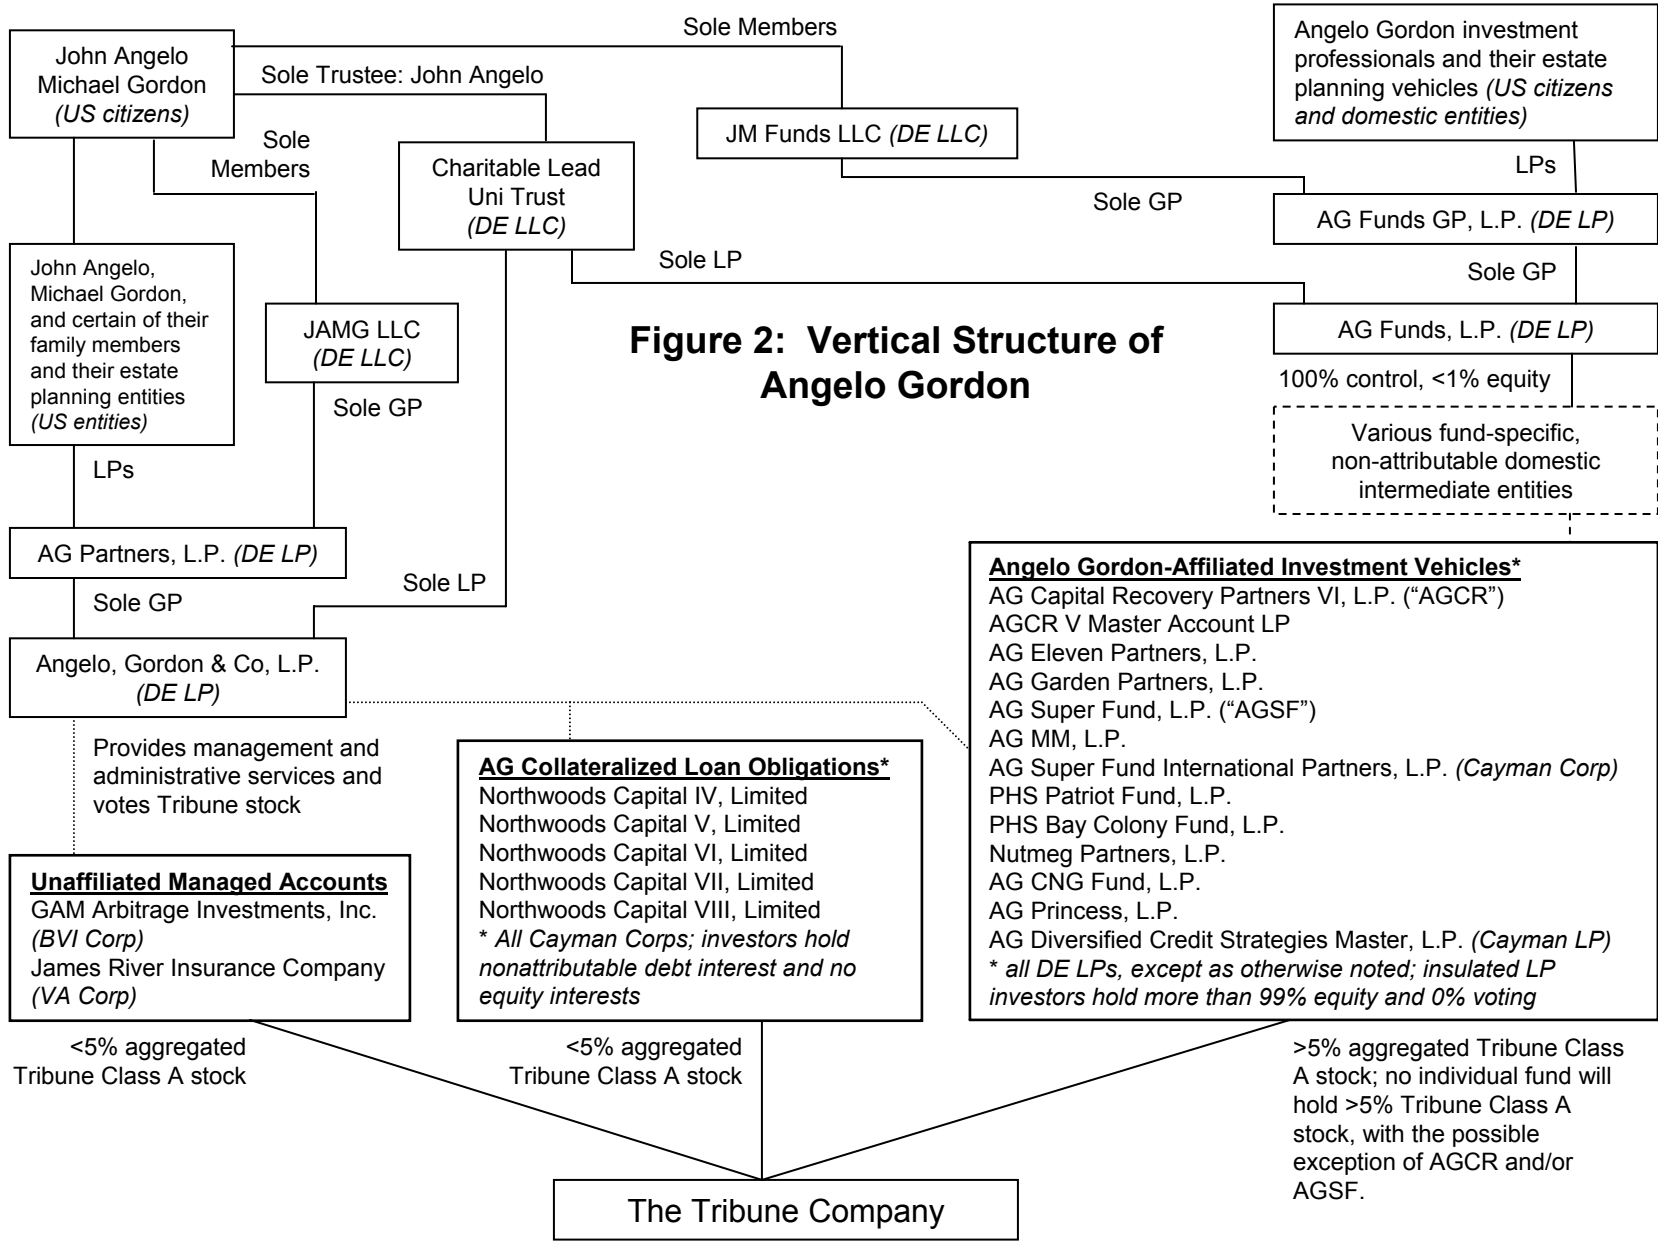 Sole Members
John Angelo
Michael Gordon
(US citizens)
Sole Trustee: John Angelo
Angelo Gordon investment
professionals and their estate
planning vehicles (US citizens
and domestic entities)
Sole
Members
Charitable Lead
Uni Trust
(DE LLC)
JM Funds LLC (DE LLC)
LPs
Sole GP
AG Funds GP, L.P. (DE LP)
John Angelo,
Michael Gordon,
and certain of their
family members
and their estate
planning entities
(US entities)
Sole LP
Sole GP
JAMG LLC
(DE LLC)
Figure 2: Vertical Structure of
Angelo Gordon
AG Funds, L.P. (DE LP)
100% control, <1% equity
Sole GP
Various fund-specific,
non-attributable domestic
intermediate entities
LPs
AG Partners, L.P. (DE LP)
Sole GP
Sole LP
Angelo, Gordon & Co, L.P.
(DE LP)
Provides management and
administrative services and
votes Tribune stock
Unaffiliated Managed Accounts
GAM Arbitrage Investments, Inc.
(BVI Corp)
James River Insurance Company
(VA Corp)
AG Collateralized Loan Obligations*
Northwoods Capital IV, Limited
Northwoods Capital V, Limited
Northwoods Capital VI, Limited
Northwoods Capital VII, Limited
Northwoods Capital VIII, Limited
* All Cayman Corps; investors hold
nonattributable debt interest and no
equity interests
Angelo Gordon-Affiliated Investment Vehicles*
AG Capital Recovery Partners VI, L.P. (“AGCR”)
AGCR V Master Account LP
AG Eleven Partners, L.P.
AG Garden Partners, L.P.
AG Super Fund, L.P. (“AGSF”)
AG MM, L.P.
AG Super Fund International Partners, L.P. (Cayman Corp)
PHS Patriot Fund, L.P.
PHS Bay Colony Fund, L.P.
Nutmeg Partners, L.P.
AG CNG Fund, L.P.
AG Princess, L.P.
AG Diversified Credit Strategies Master, L.P. (Cayman LP)
* all DE LPs, except as otherwise noted; insulated LP
investors hold more than 99% equity and 0% voting
<5% aggregated
Tribune Class A stock
<5% aggregated
Tribune Class A stock
>5% aggregated Tribune Class
A stock; no individual fund will
hold >5% Tribune Class A
stock, with the possible
exception of AGCR and/or
AGSF.
The Tribune Company